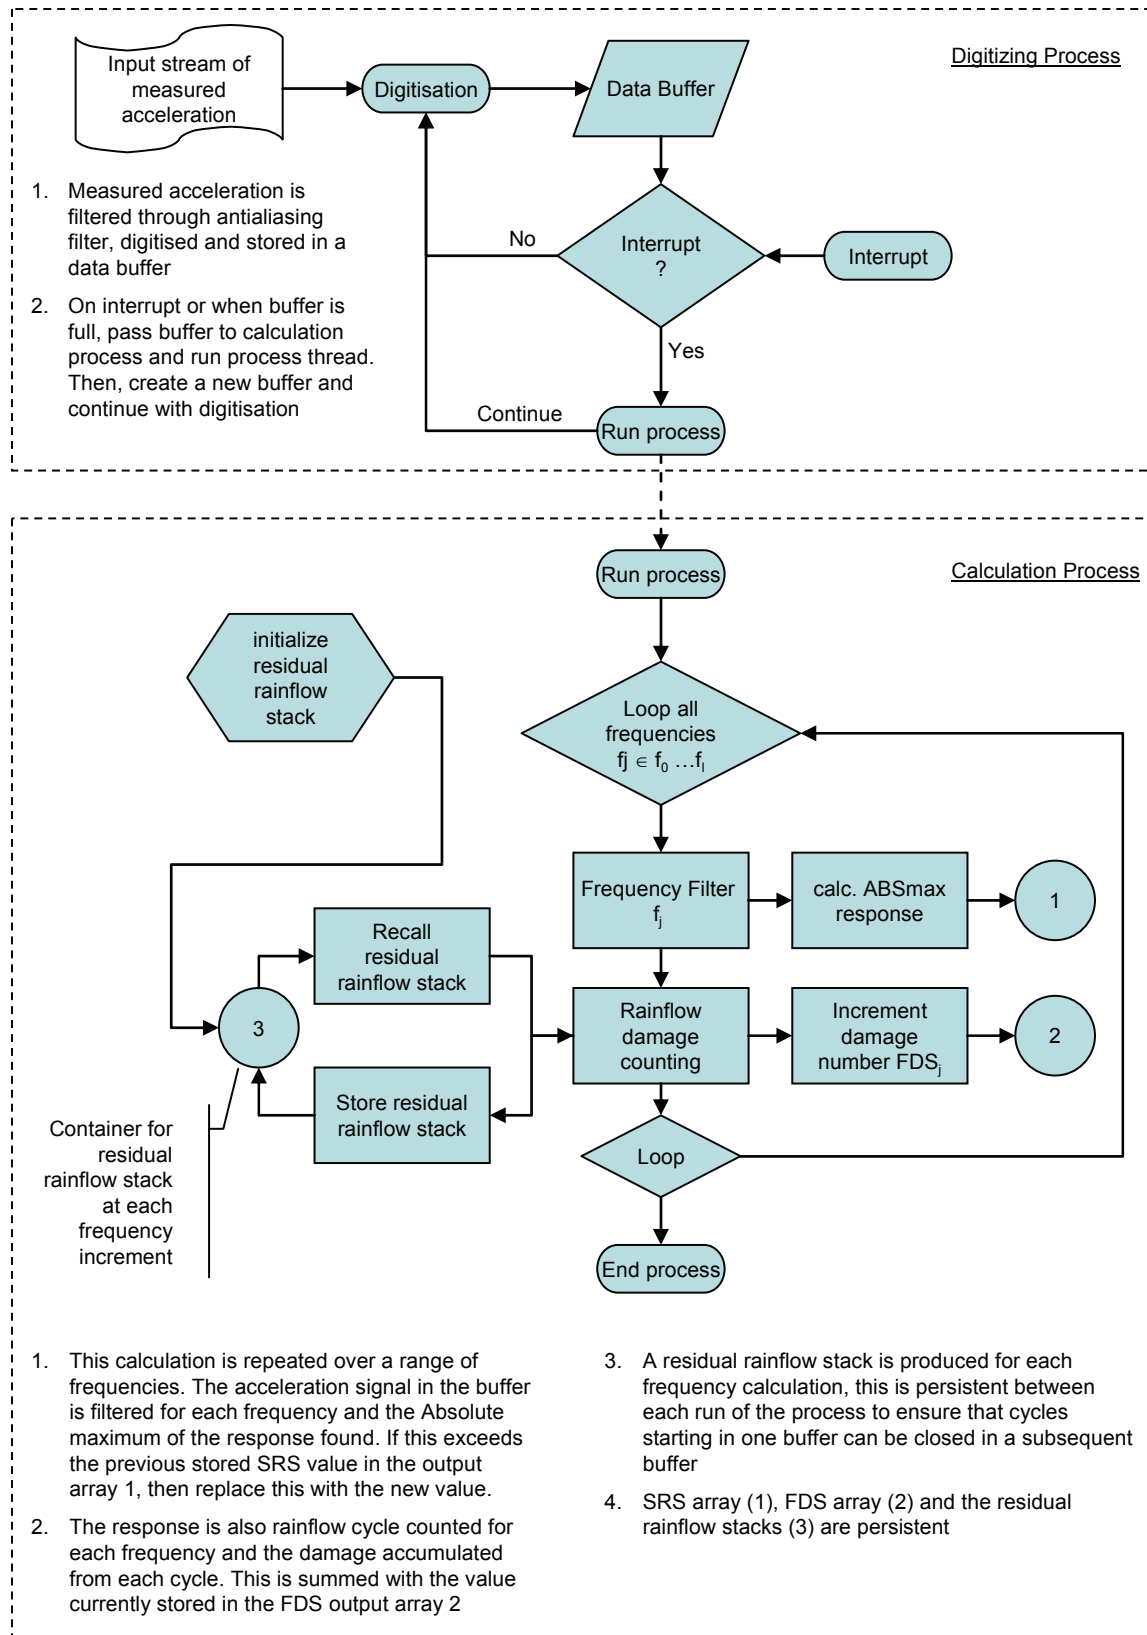 Digitizing Process
Input stream of
measured
acceleration
Digitisation
Data Buffer
1. Measured acceleration is
filtered through antialiasing
filter, digitised and stored in a
data buffer
2. On interrupt or when buffer is
full, pass buffer to calculation
process and run process thread.
Then, create a new buffer and
continue with digitisation
No
Interrupt
?
Interrupt
Yes
Continue
Run process
Run process
Calculation Process
initialize
residual
rainflow
stack
Loop all
frequencies
fj ∈ f₀ …fₗ
Frequency Filter
fⱼ
calc. ABSmax
response
1
Recall
residual
rainflow stack
3
Rainflow
damage
counting
Increment
damage
number FDSⱼ
2
Store residual
rainflow stack
Container for
residual
rainflow stack
at each
frequency
increment
Loop
End process
1. This calculation is repeated over a range of
frequencies. The acceleration signal in the buffer
is filtered for each frequency and the Absolute
maximum of the response found. If this exceeds
the previous stored SRS value in the output
array 1, then replace this with the new value.
2. The response is also rainflow cycle counted for
each frequency and the damage accumulated
from each cycle. This is summed with the value
currently stored in the FDS output array 2
3. A residual rainflow stack is produced for each
frequency calculation, this is persistent between
each run of the process to ensure that cycles
starting in one buffer can be closed in a subsequent
buffer
4. SRS array (1), FDS array (2) and the residual
rainflow stacks (3) are persistent